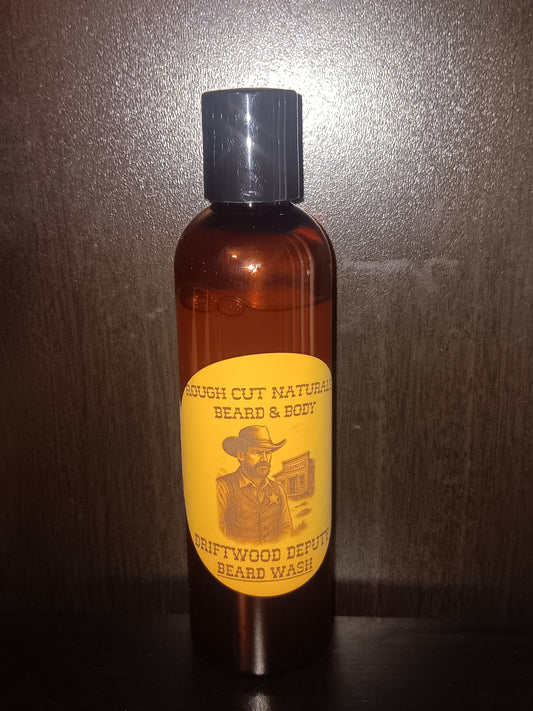 ROUGH CUT NATURALS
BEARD & BODY
DRIFTWOOD DEPUTY
BEARD WASH